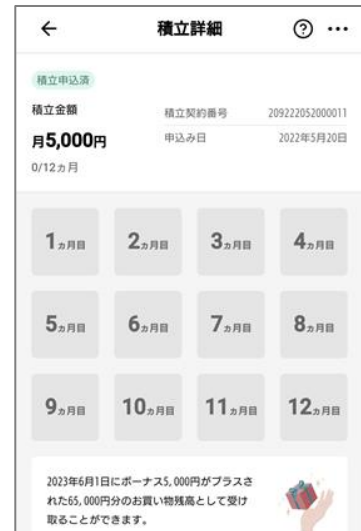 積立詳細
積立申込済
積立金額
積立契約番号 209222052000011
月5,000円
申込み日 2022年5月20日
0/12ヵ月
1ヵ月目 2ヵ月目 3ヵ月目 4ヵ月目
5ヵ月目 6ヵ月目 7ヵ月目 8ヵ月目
9ヵ月目 10ヵ月目 11ヵ月目 12ヵ月目
2023年6月1日にボーナス5,000円がプラスさ
れた65,000円分のお買い物残高として受け
取ることができます。